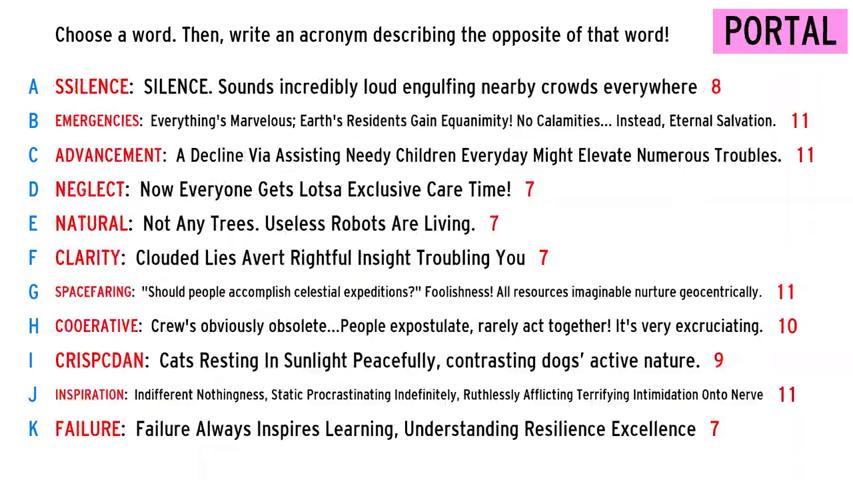 Choose a word. Then, write an acronym describing the opposite of that word!
PORTAL
A SSILENCE: SILENCE. Sounds incredibly loud engulfing nearby crowds everywhere 8
B EMERGENCIES: Everything's Marvelous; Earth's Residents Gain Equanimity! No Calamities... Instead, Eternal Salvation. 11
C ADVANCEMENT: A Decline Via Assisting Needy Children Everyday Might Elevate Numerous Troubles. 11
D NEGLECT: Now Everyone Gets Lotsa Exclusive Care Time! 7
E NATURAL: Not Any Trees. Useless Robots Are Living. 7
F CLARITY: Clouded Lies Avert Rightful Insight Troubling You 7
G SPACEFARING: "Should people accomplish celestial expeditions?" Foolishness! All resources imaginable nurture geocentrically. 11
H COOERATIVE: Crew's obviously obsolete...People expostulate, rarely act together! It's very excruciating. 10
I CRISPCDAN: Cats Resting In Sunlight Peacefully, contrasting dogs’ active nature. 9
J INSPIRATION: Indifferent Nothingness, Static Procrastinating Indefinitely, Ruthlessly Afflicting Terrifying Intimidation Onto Nerve 11
K FAILURE: Failure Always Inspires Learning, Understanding Resilience Excellence 7